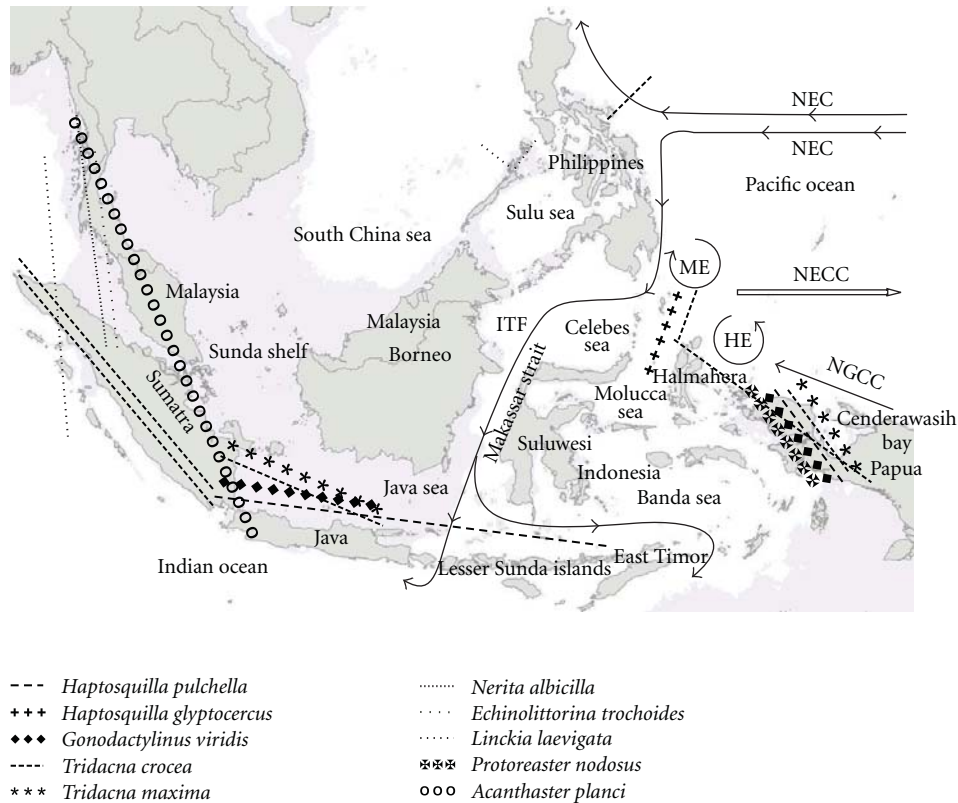 NEC
NEC
Philippines
Pacific ocean
Sulu sea
South China sea
ME
NECC
Malaysia
Malaysia
ITF
Celebes
sea
HE
Sunda shelf
Borneo
Makassar strait
Halmahera
NGCC
Sumatra
Molucca
sea
Cenderawasih
bay
Suluwesi
Indonesia
Papua
Java sea
Banda sea
Java
East Timor
Indian ocean
Lesser Sunda islands
Haptosquilla pulchella
+++ Haptosquilla glyptocercus
◆◆◆ Gonodactylinus viridis
Tridacna crocea
*** Tridacna maxima
Nerita albicilla
Echinolittorina trochoides
Linckia laevigata
Protoreaster nodosus
ooo Acanthaster planci